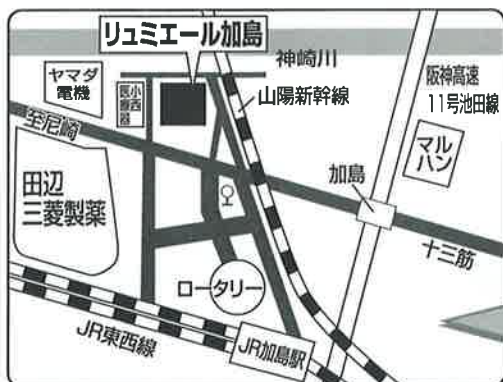 リュミエール加島
神崎川
ヤマダ
電機
小西
医療器
山陽新幹線
阪神高速
11号池田線
マル
ハン
至尼崎
加島
田辺
三菱製薬
十三筋
ロータリー
JR東西線
JR加島駅